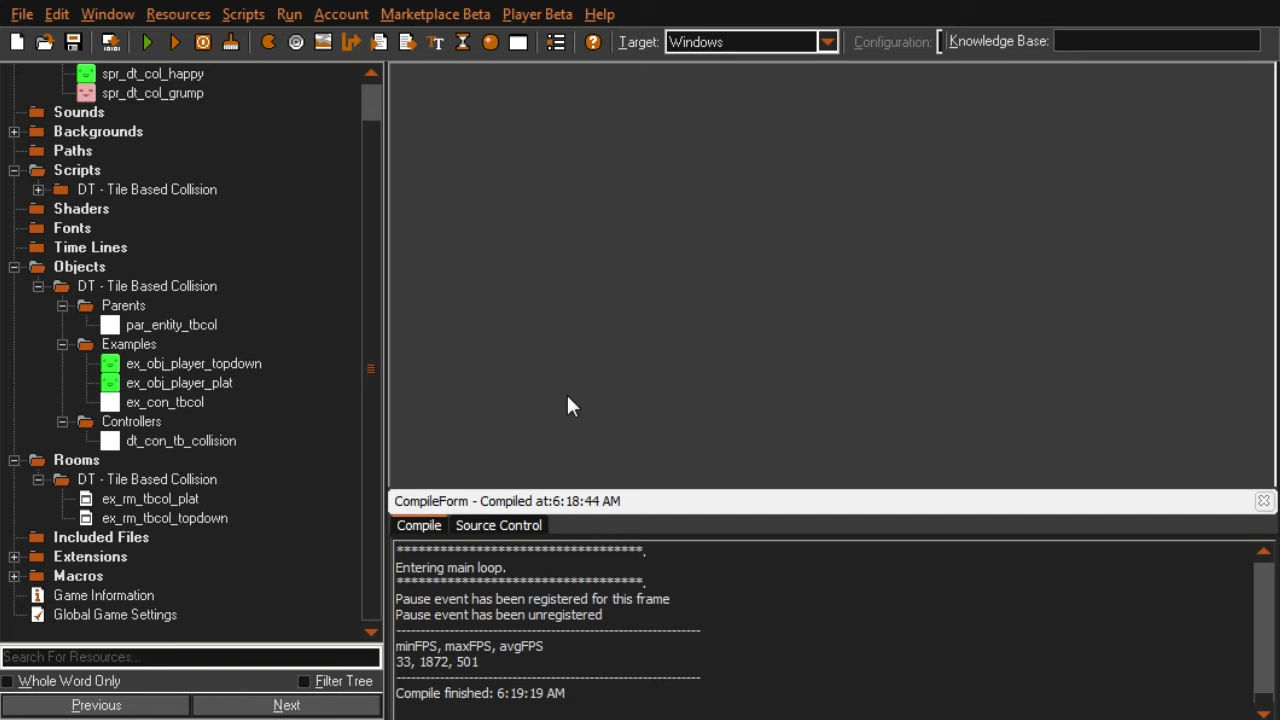 File Edit Window Resources Scripts Run Account Marketplace Beta Player Beta Help
Target: Windows Configuration: Knowledge Base:
spr_dt_col_happy
spr_dt_col_grump
Sounds
Backgrounds
Paths
Scripts
DT - Tile Based Collision
Shaders
Fonts
Time Lines
Objects
DT - Tile Based Collision
Parents
par_entity_tbcol
Examples
ex_obj_player_topdown
ex_obj_player_plat
ex_con_tbcol
Controllers
dt_con_tb_collision
Rooms
DT - Tile Based Collision
ex_rm_tbcol_plat
ex_rm_tbcol_topdown
Included Files
Extensions
Macros
Game Information
Global Game Settings
Search For Resources...
Whole Word Only Filter Tree
Previous Next
CompileForm - Compiled at:6:18:44 AM
Compile Source Control
***********************************.
Entering main loop.
***********************************.
Pause event has been registered for this frame
Pause event has been unregistered
-------------------------------------------------------------
minFPS, maxFPS, avgFPS
33, 1872, 501
-------------------------------------------------------------
Compile finished: 6:19:19 AM